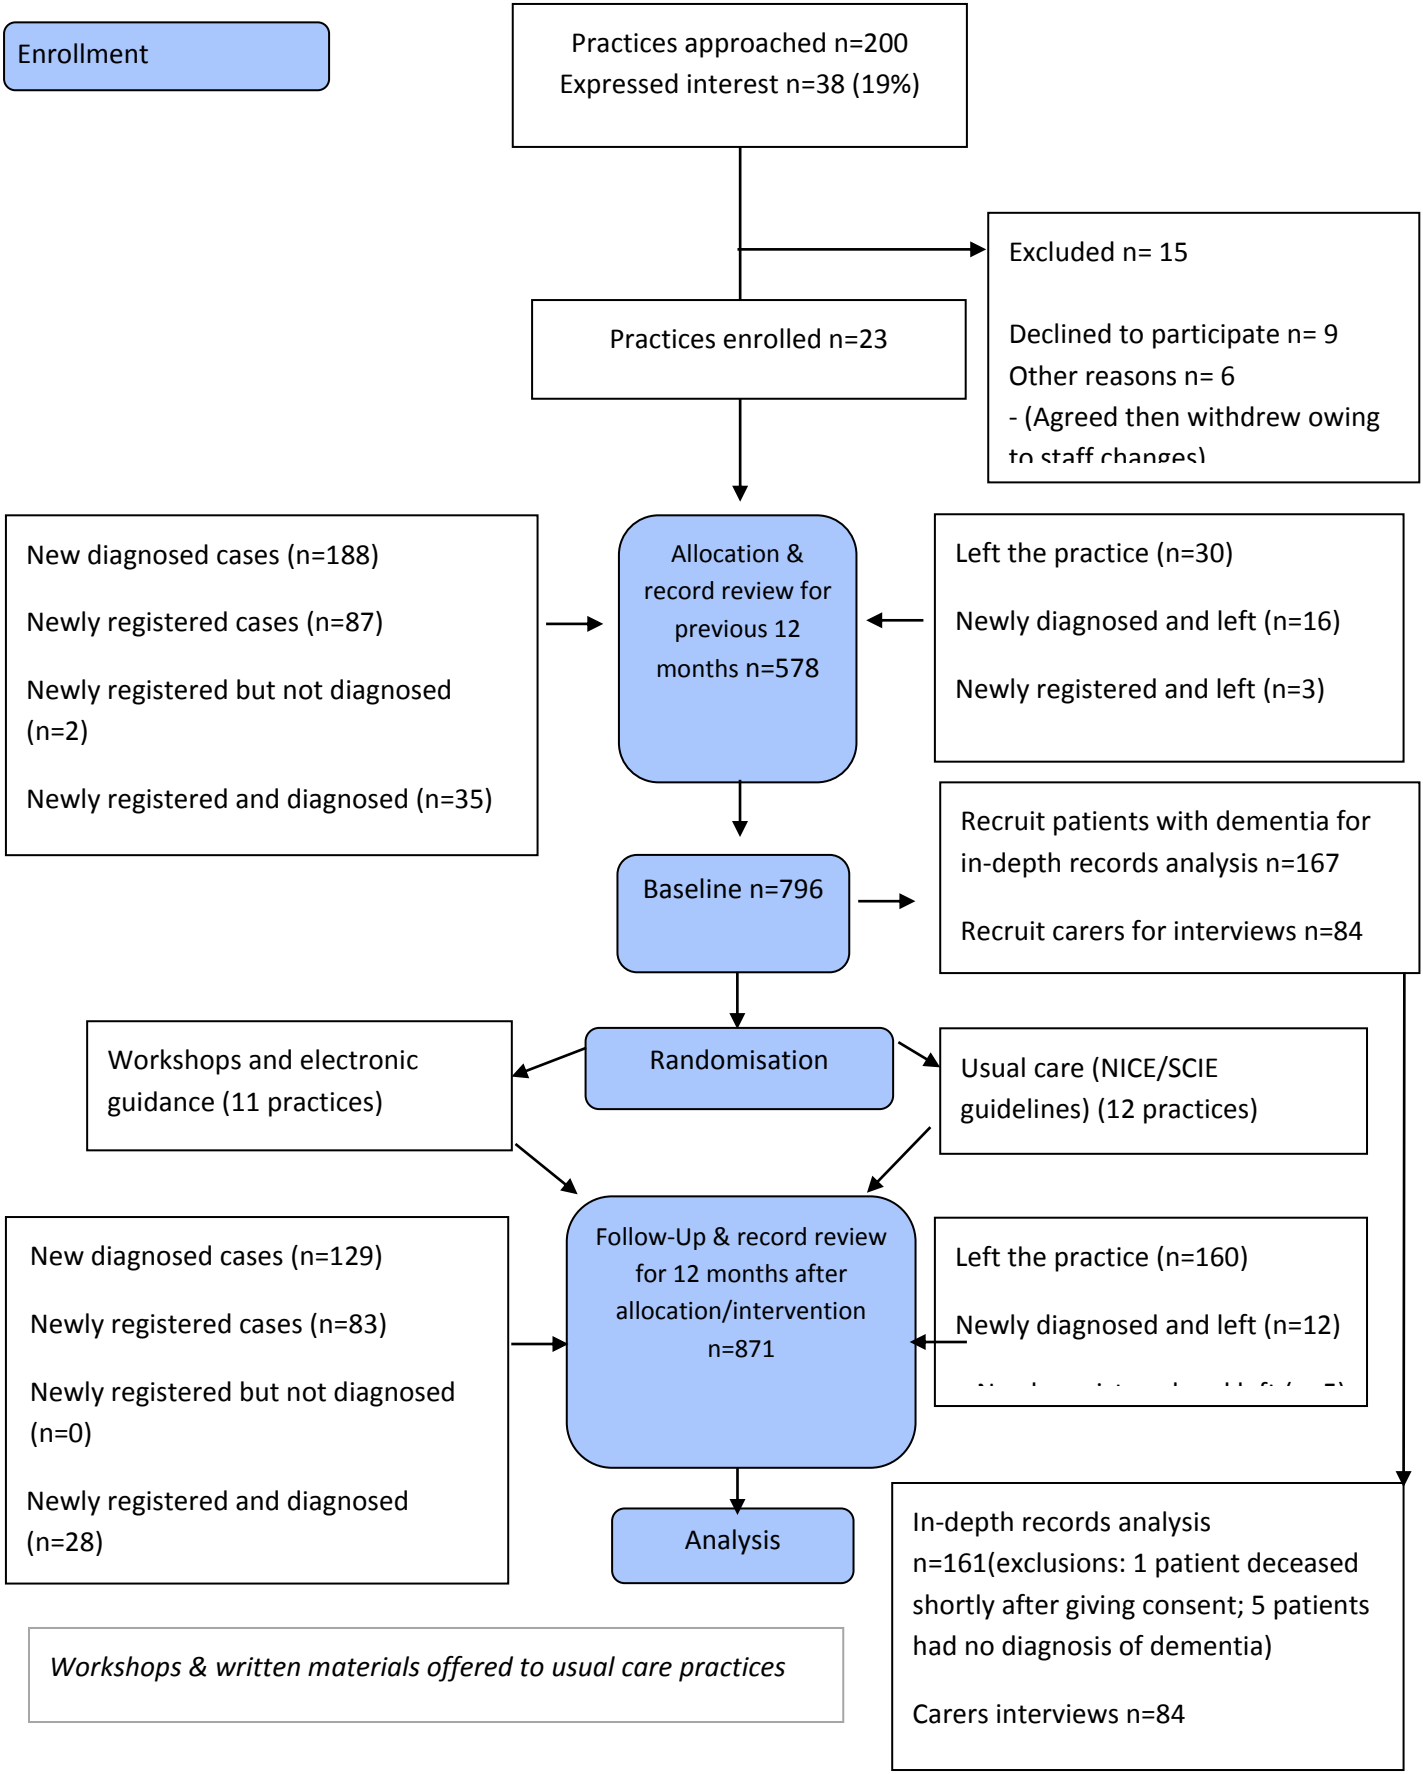 Enrollment
Practices approached n=200
Expressed interest n=38 (19%)
Excluded n= 15
Declined to participate n= 9
Other reasons n= 6
- (Agreed then withdrew owing
to staff changes)
Practices enrolled n=23
New diagnosed cases (n=188)
Newly registered cases (n=87)
Newly registered but not diagnosed
(n=2)
Newly registered and diagnosed (n=35)
Allocation &
record review for
previous 12
months n=578
Left the practice (n=30)
Newly diagnosed and left (n=16)
Newly registered and left (n=3)
Baseline n=796
Recruit patients with dementia for
in-depth records analysis n=167
Recruit carers for interviews n=84
Randomisation
Workshops and electronic
guidance (11 practices)
Usual care (NICE/SCIE
guidelines) (12 practices)
New diagnosed cases (n=129)
Newly registered cases (n=83)
Newly registered but not diagnosed
(n=0)
Newly registered and diagnosed
(n=28)
Follow-Up & record review
for 12 months after
allocation/intervention
n=871
Left the practice (n=160)
Newly diagnosed and left (n=12)
Analysis
In-depth records analysis
n=161(exclusions: 1 patient deceased
shortly after giving consent; 5 patients
had no diagnosis of dementia)
Carers interviews n=84
Workshops & written materials offered to usual care practices